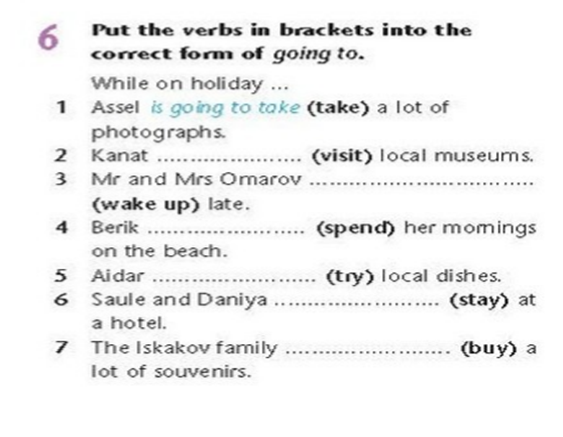 6 Put the verbs in brackets into the
correct form of going to.
While on holiday ...
1 Assel is going to take (take) a lot of
photographs.
2 Kanat ...................... (visit) local museums.
3 Mr and Mrs Omarov ..................................
(wake up) late.
4 Berik ........................ (spend) her mornings
on the beach.
5 Aidar ......................... (try) local dishes.
6 Saule and Daniya ......................... (stay) at
a hotel.
7 The Iskakov family ......................... (buy) a
lot of souvenirs.